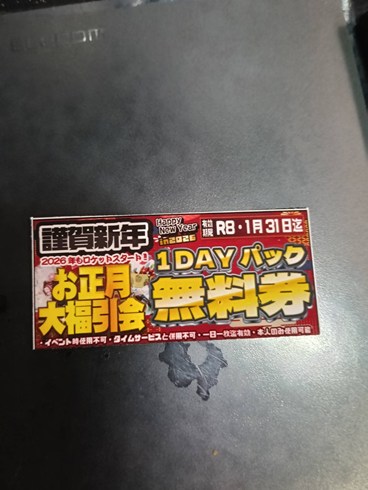 謹賀新年
Happy
New Year
in2026
有効
期限
R8・1月31日迄
2026年もロケットスタート!
お正月
大福引会
1DAYパック
無料券
・イベント時使用不可・タイムサービスと併用不可・一日一枚迄有効・本人のみ使用可能